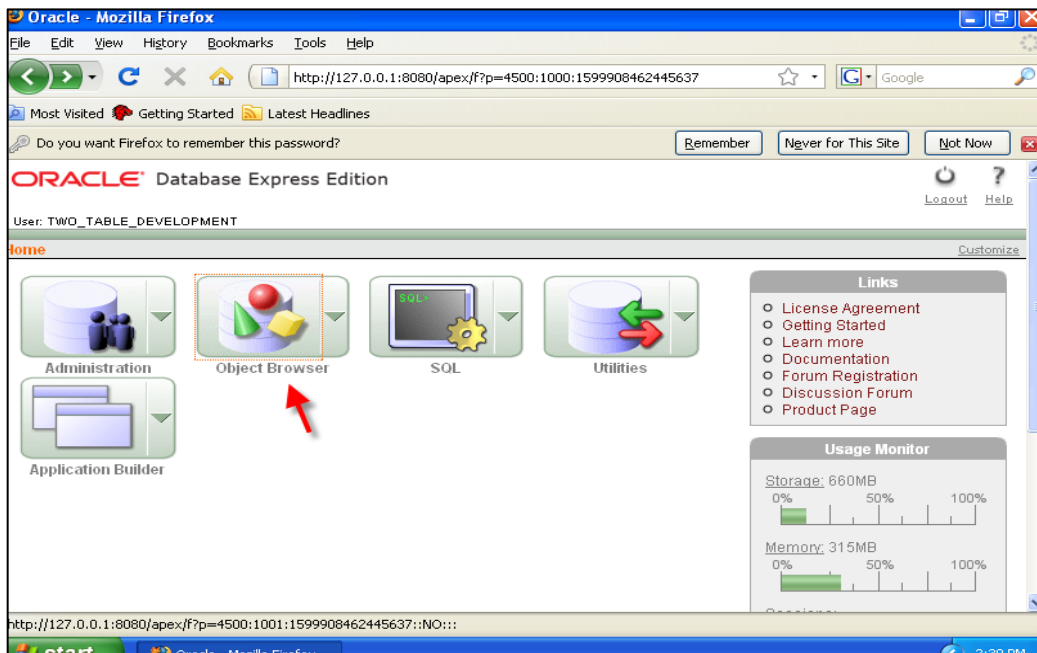 Oracle - Mozilla Firefox
File Edit View History Bookmarks Tools Help
http://127.0.0.1:8080/apex/f?p=4500:1000:1599908462445637
G Google
Most Visited Getting Started Latest Headlines
Do you want Firefox to remember this password? Remember Never for This Site Not Now
ORACLE Database Express Edition
Logout Help
User: TWO_TABLE_DEVELOPMENT
Home Customize
SQL>
Administration Object Browser SQL Utilities
Application Builder
Links
License Agreement
Getting Started
Learn more
Documentation
Forum Registration
Discussion Forum
Product Page
Usage Monitor
Storage: 660MB
0% 50% 100%
Memory: 315MB
0% 50% 100%
http://127.0.0.1:8080/apex/f?p=4500:1001:1599908462445637::NO:::
start Oracle - Mozilla Firefox